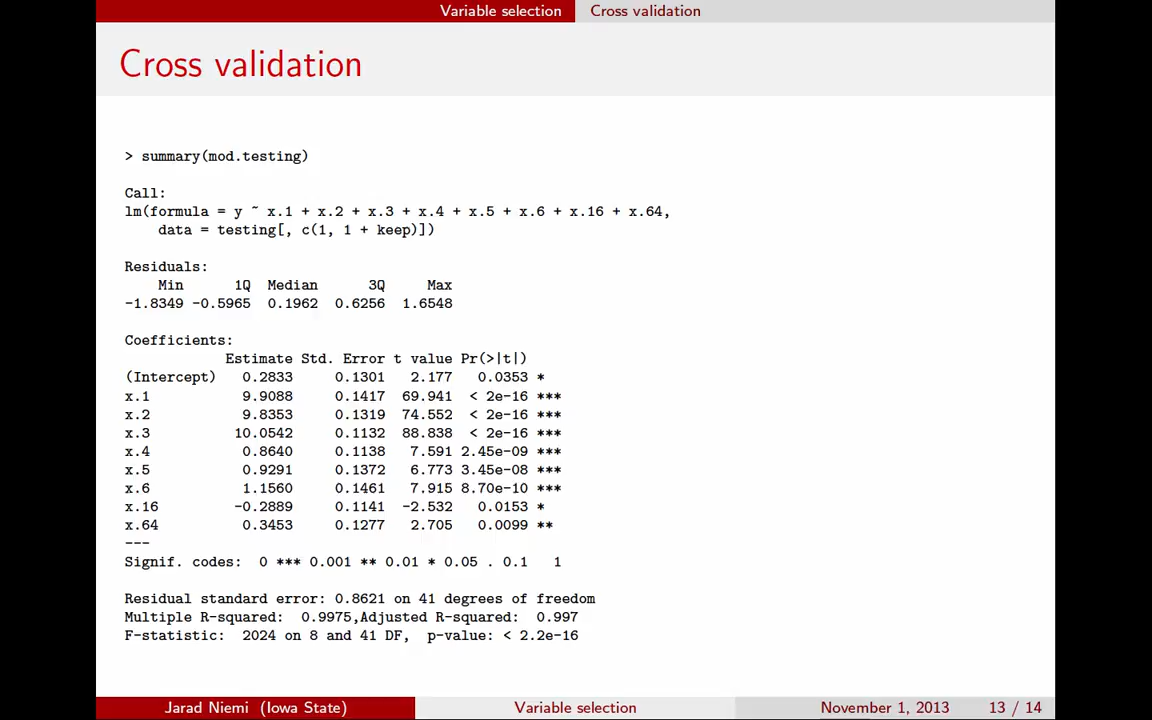 Variable selection Cross validation
Cross validation
> summary(mod.testing)
Call:
lm(formula = y ~ x.1 + x.2 + x.3 + x.4 + x.5 + x.6 + x.16 + x.64,
data = testing[, c(1, 1 + keep)])
Residuals:
Min 1Q Median 3Q Max
-1.8349 -0.5965 0.1962 0.6256 1.6548
Coefficients:
Estimate Std. Error t value Pr(>|t|)
(Intercept) 0.2833 0.1301 2.177 0.0353 *
x.1 9.9088 0.1417 69.941 < 2e-16 ***
x.2 9.8353 0.1319 74.552 < 2e-16 ***
x.3 10.0542 0.1132 88.838 < 2e-16 ***
x.4 0.8640 0.1138 7.591 2.45e-09 ***
x.5 0.9291 0.1372 6.773 3.45e-08 ***
x.6 1.1560 0.1461 7.915 8.70e-10 ***
x.16 -0.2889 0.1141 -2.532 0.0153 *
x.64 0.3453 0.1277 2.705 0.0099 **
---
Signif. codes: 0 *** 0.001 ** 0.01 * 0.05 . 0.1 1
Residual standard error: 0.8621 on 41 degrees of freedom
Multiple R-squared: 0.9975,Adjusted R-squared: 0.997
F-statistic: 2024 on 8 and 41 DF, p-value: < 2.2e-16
Jarad Niemi (Iowa State) Variable selection November 1, 2013 13 / 14